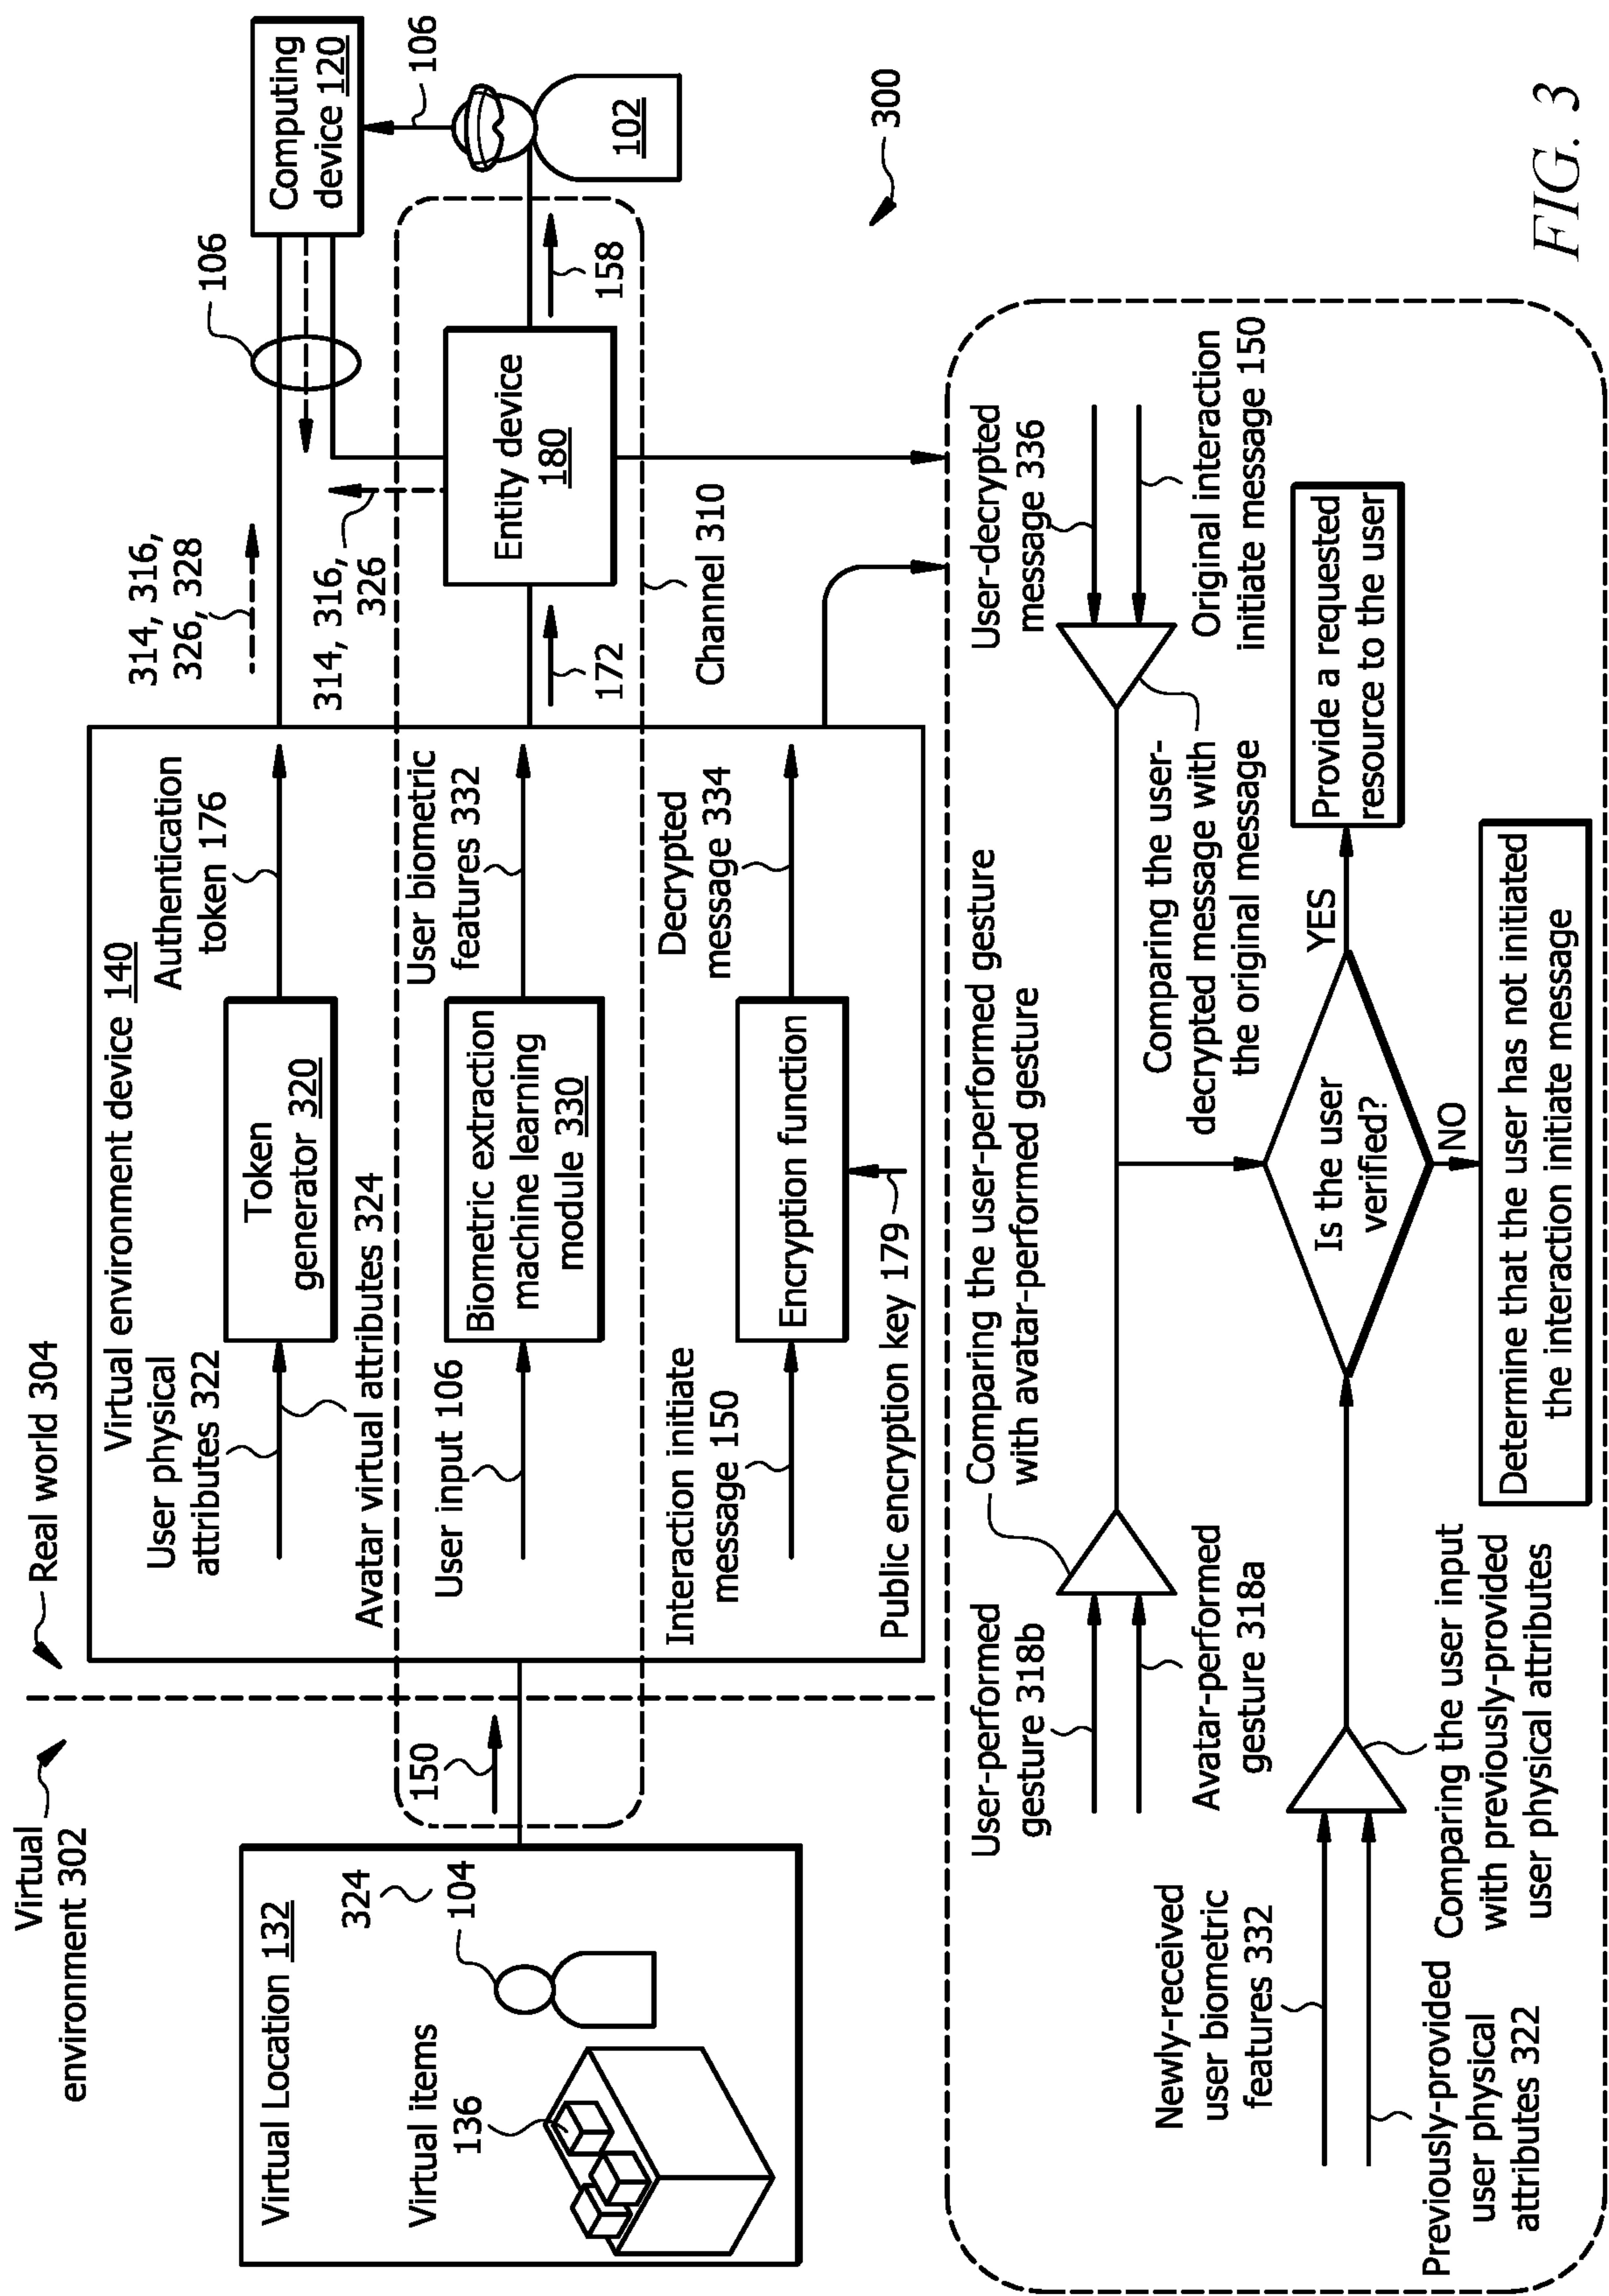 Virtual
environment 302
Real world 304
Virtual Location 132
Virtual items
136
324
104
150
Virtual environment device 140
User physical
attributes 322
Token
generator 320
Authentication
token 176
Avatar virtual attributes 324
User input 106
Biometric extraction
machine learning
module 330
User biometric
features 332
Interaction initiate
message 150
Encryption function
Decrypted
message 334
Public encryption key 179
314, 316,
326, 328
314, 316,
326
106
Computing
device 120
106
102
Entity device
180
172
158
Channel 310
300
User-performed
gesture 318b
Avatar-performed
gesture 318a
Comparing the user-performed gesture
with avatar-performed gesture
User-decrypted
message 336
Original interaction
initiate message 150
Comparing the user-
decrypted message with
the original message
Newly-received
user biometric
features 332
Previously-provided
user physical
attributes 322
Comparing the user input
with previously-provided
user physical attributes
Is the user
verified?
YES
NO
Provide a requested
resource to the user
Determine that the user has not initiated
the interaction initiate message
FIG. 3